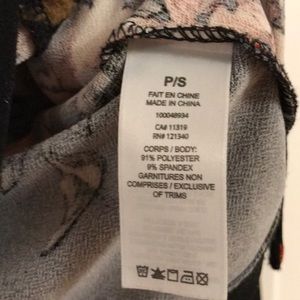 P/S
FAIT EN CHINE
MADE IN CHINA
100048934
CA# 11319
RN# 121340
CORPS / BODY:
91% POLYESTER
9% SPANDEX
GARNITURES NON
COMPRISES / EXCLUSIVE
OF TRIMS